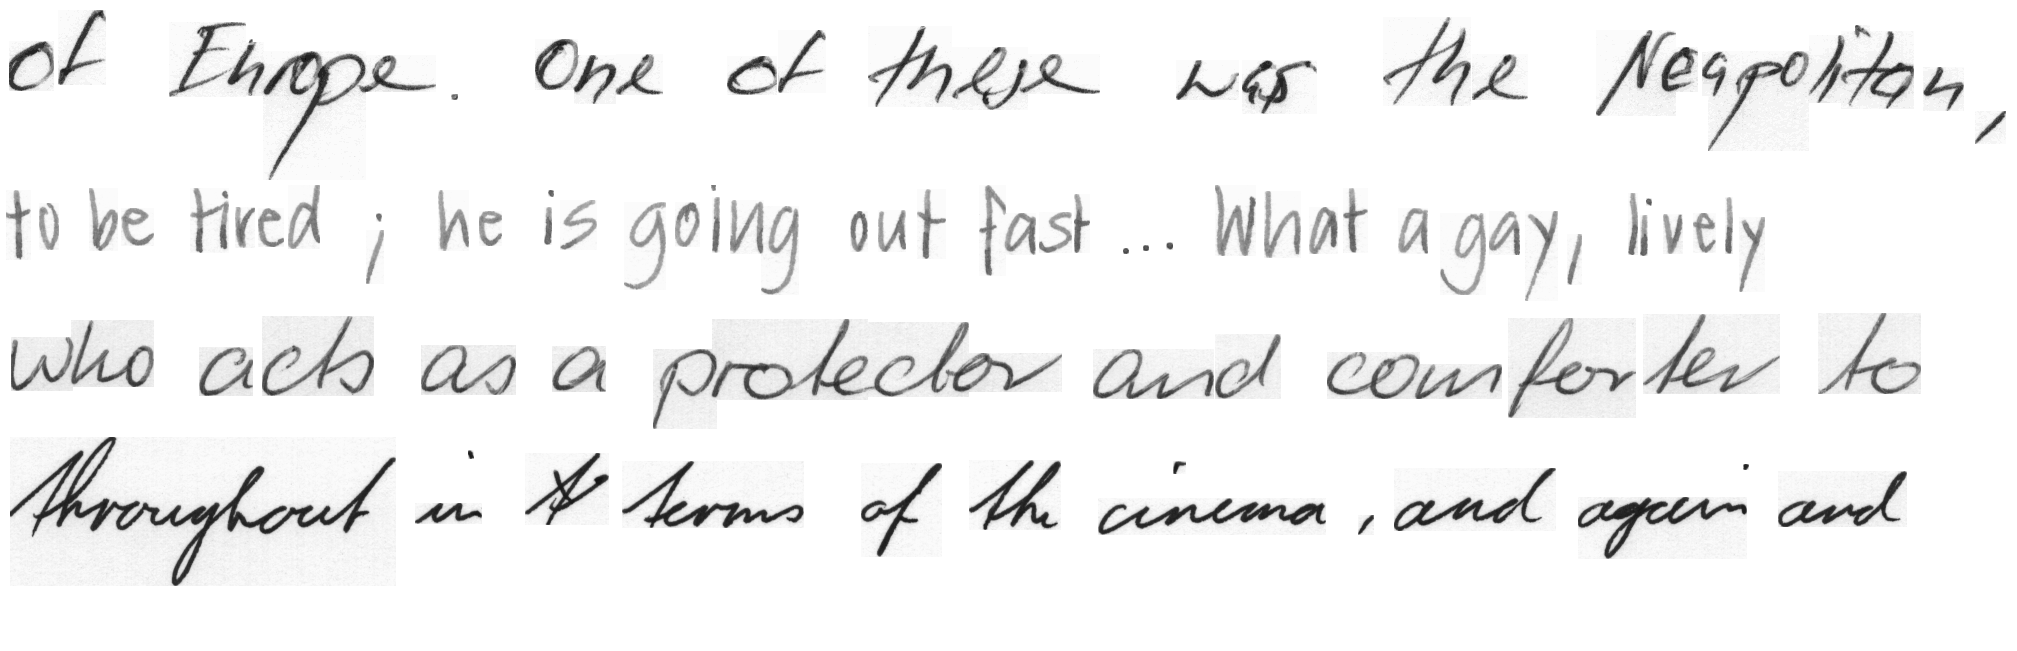 of Europe. One of these was the Neapolitan,
to be tired; he is going out fast... What a gay, lively
who acts as a protector and comforter to
throughout in terms of the cinema, and again and